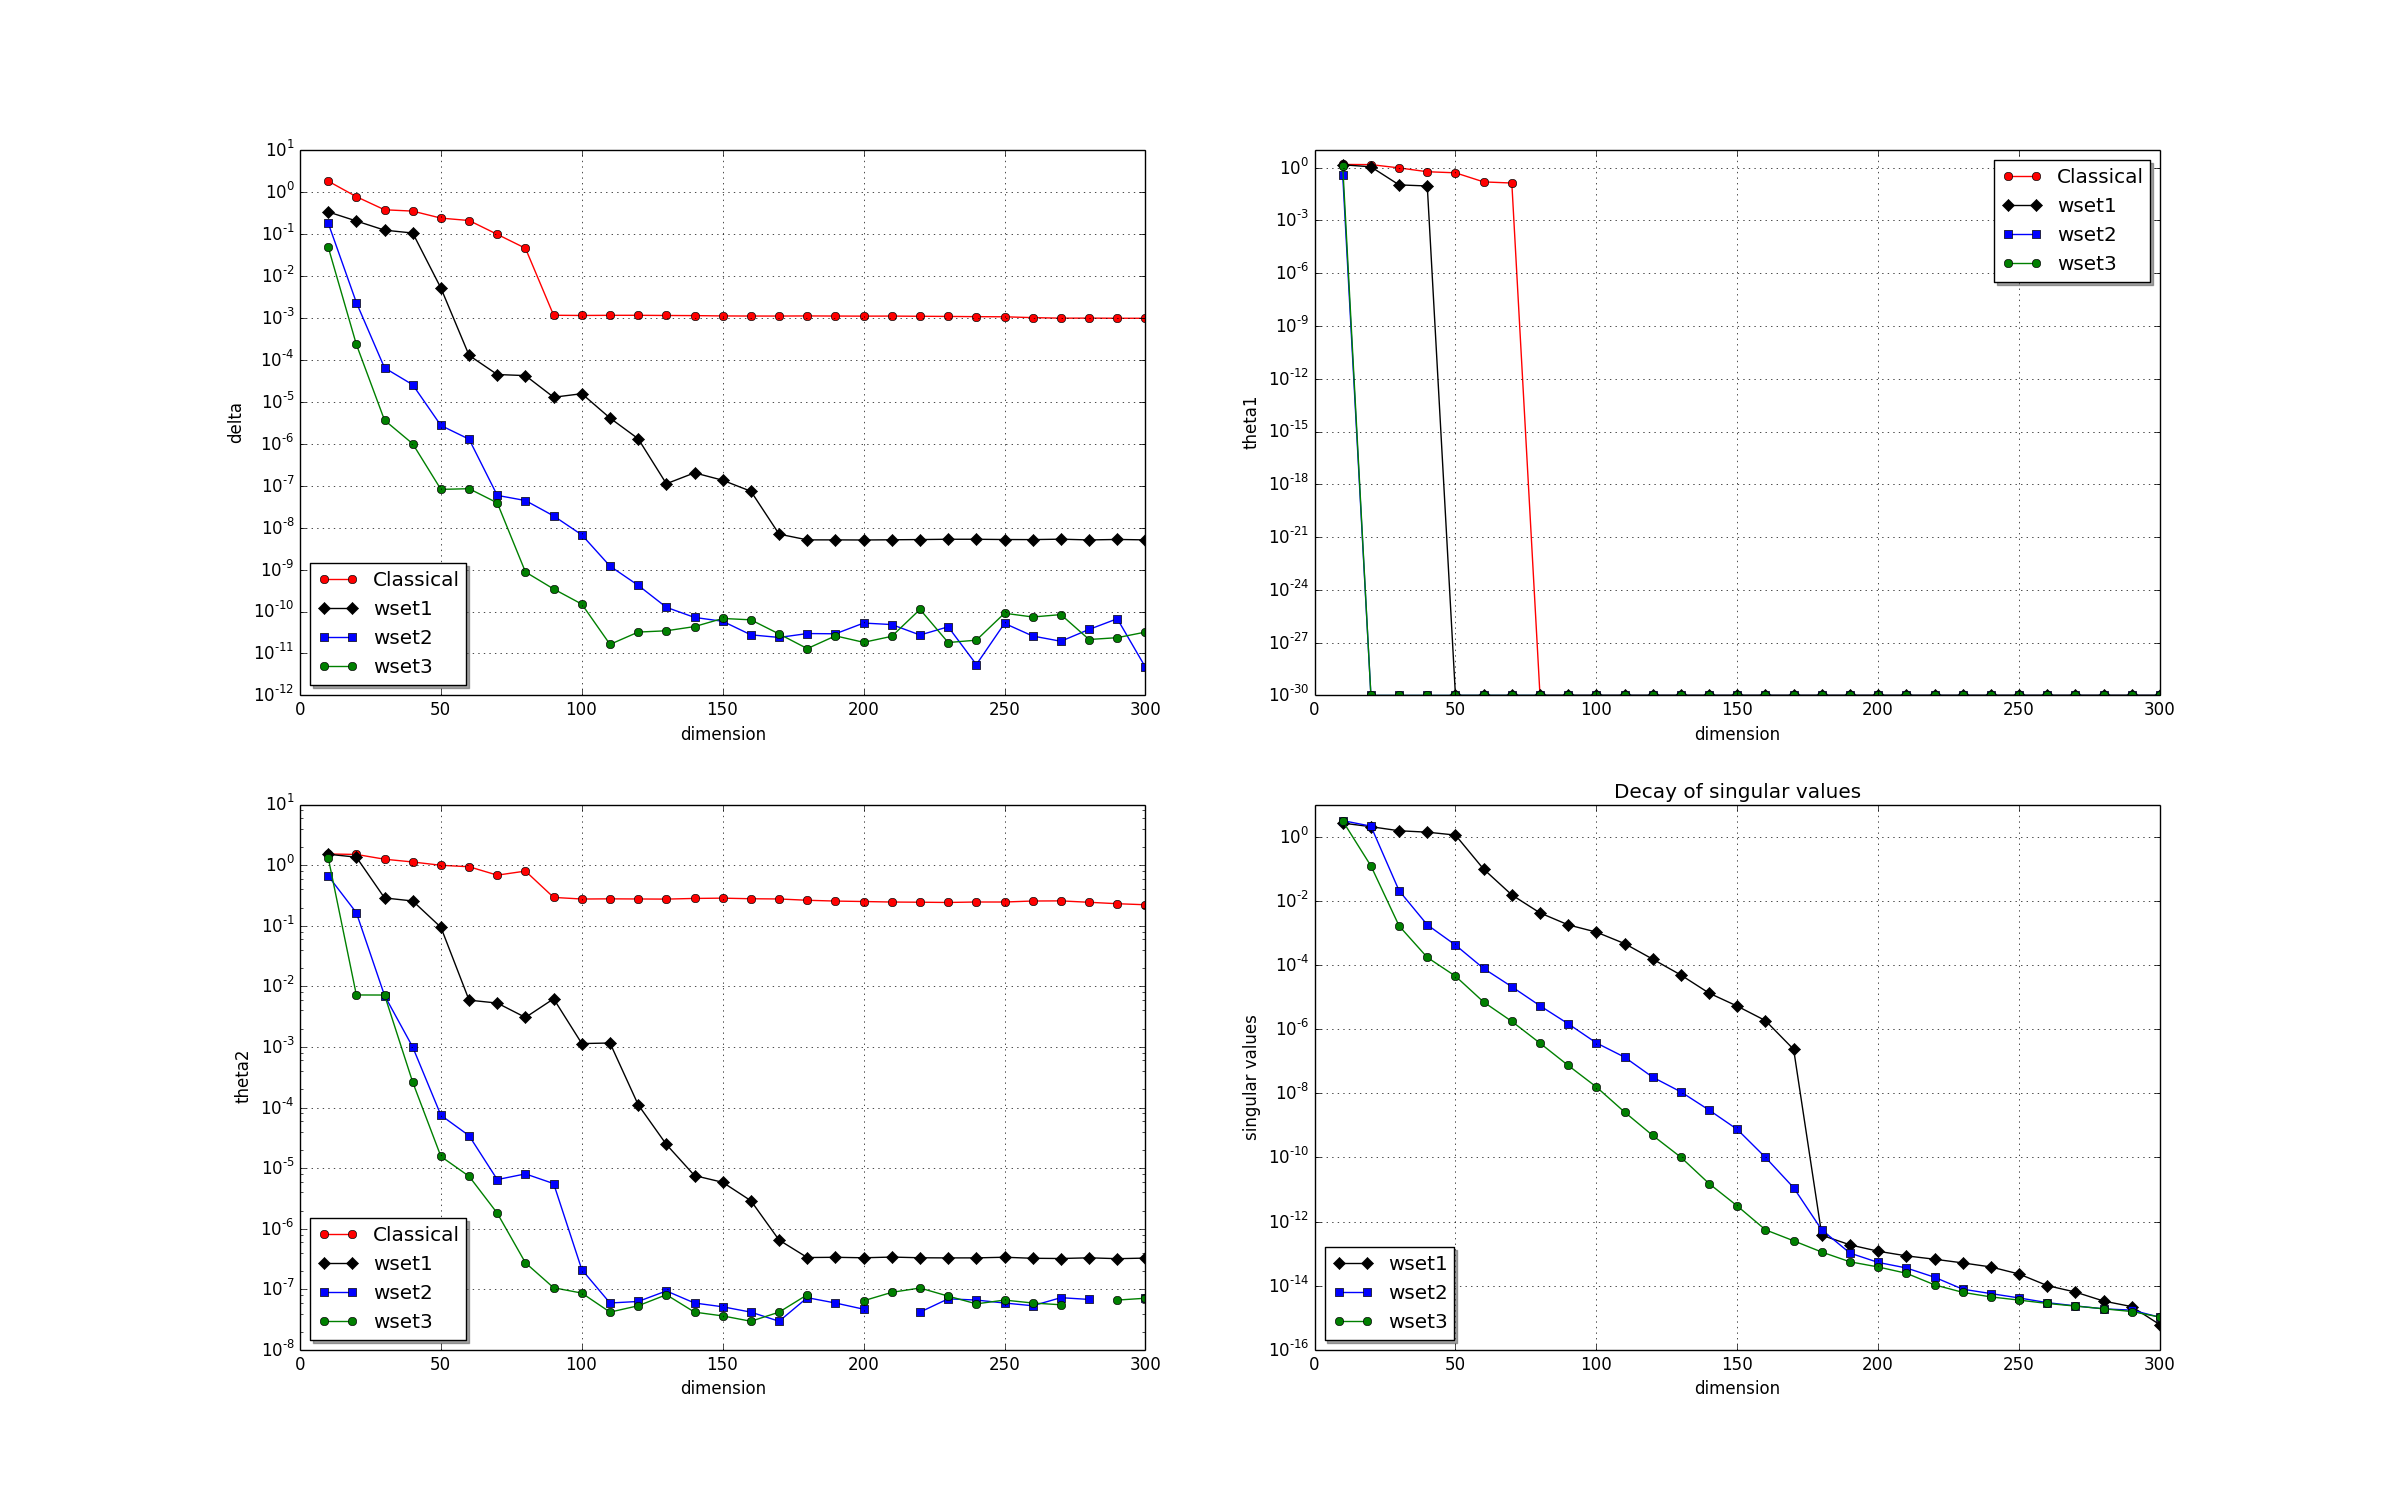 10^1
10^0
10^-1
10^-2
10^-3
10^-4
10^-5
10^-6
10^-7
10^-8
10^-9
10^-10
10^-11
10^-12
delta
Classical
wset1
wset2
wset3
0 50 100 150 200 250 300
dimension
10^0
10^-3
10^-6
10^-9
10^-12
10^-15
10^-18
10^-21
10^-24
10^-27
10^-30
theta1
Classical
wset1
wset2
wset3
0 50 100 150 200 250 300
dimension
10^1
10^0
10^-1
10^-2
10^-3
10^-4
10^-5
10^-6
10^-7
10^-8
theta2
Classical
wset1
wset2
wset3
0 50 100 150 200 250 300
dimension
Decay of singular values
10^0
10^-2
10^-4
10^-6
10^-8
10^-10
10^-12
10^-14
10^-16
singular values
wset1
wset2
wset3
0 50 100 150 200 250 300
dimension